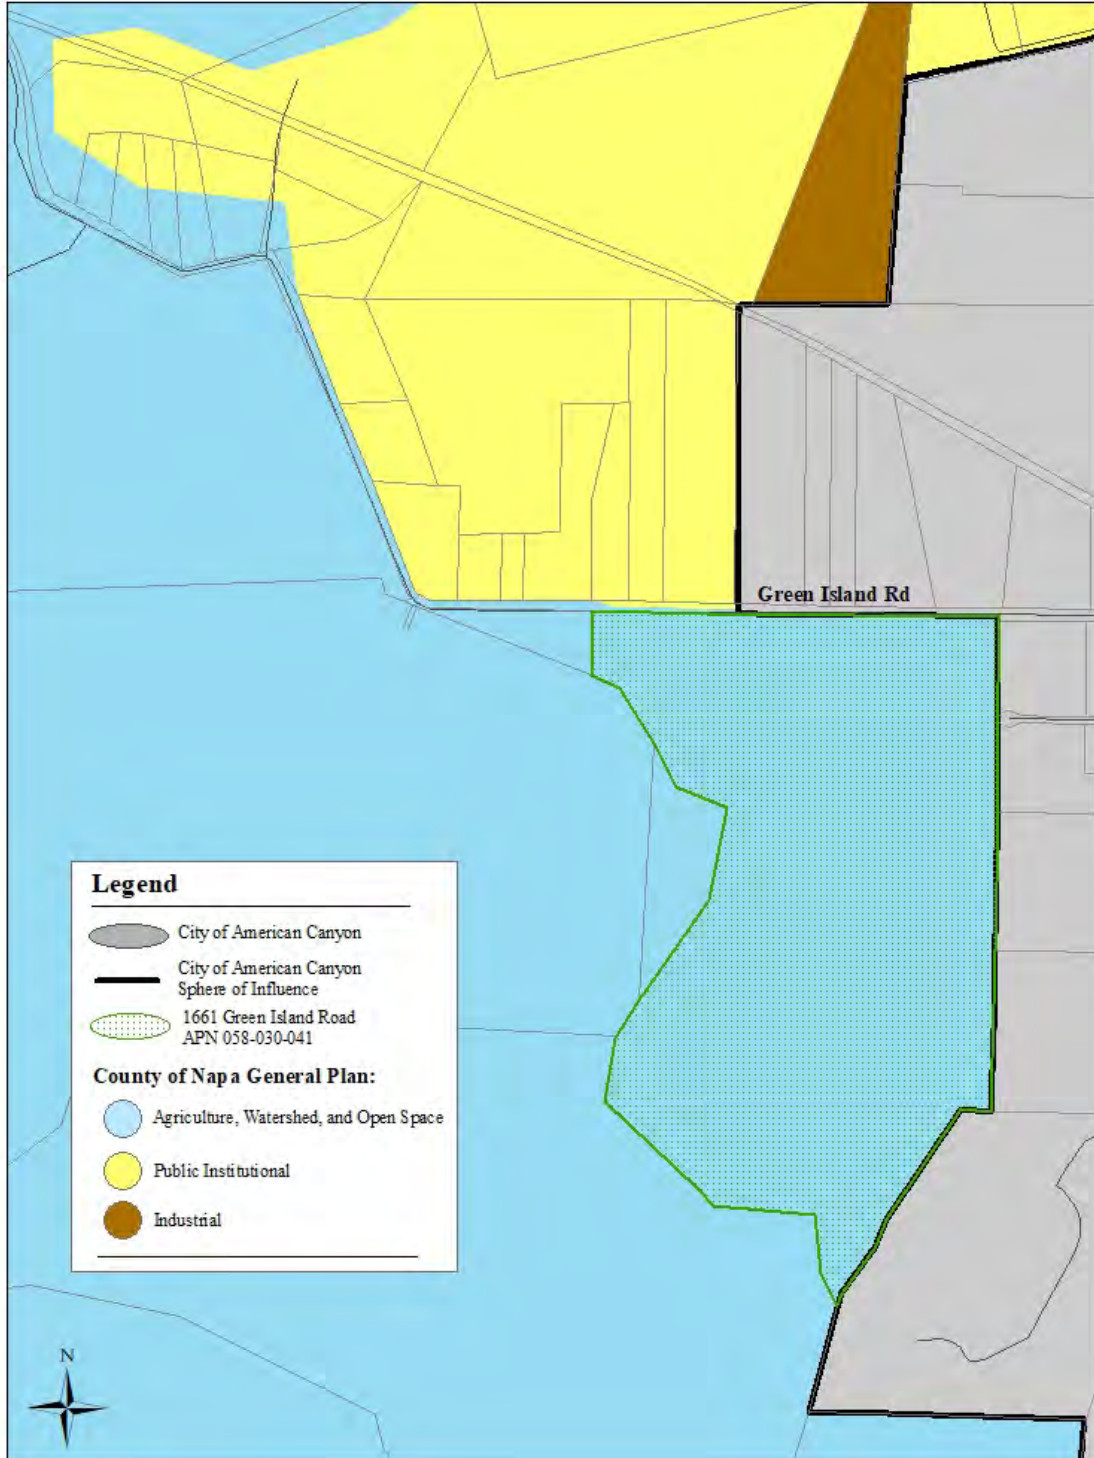 Green Island Rd
Legend
City of American Canyon
City of American Canyon
Sphere of Influence
1661 Green Island Road
APN 058-030-041
County of Napa General Plan:
Agriculture, Watershed, and Open Space
Public Institutional
Industrial
N